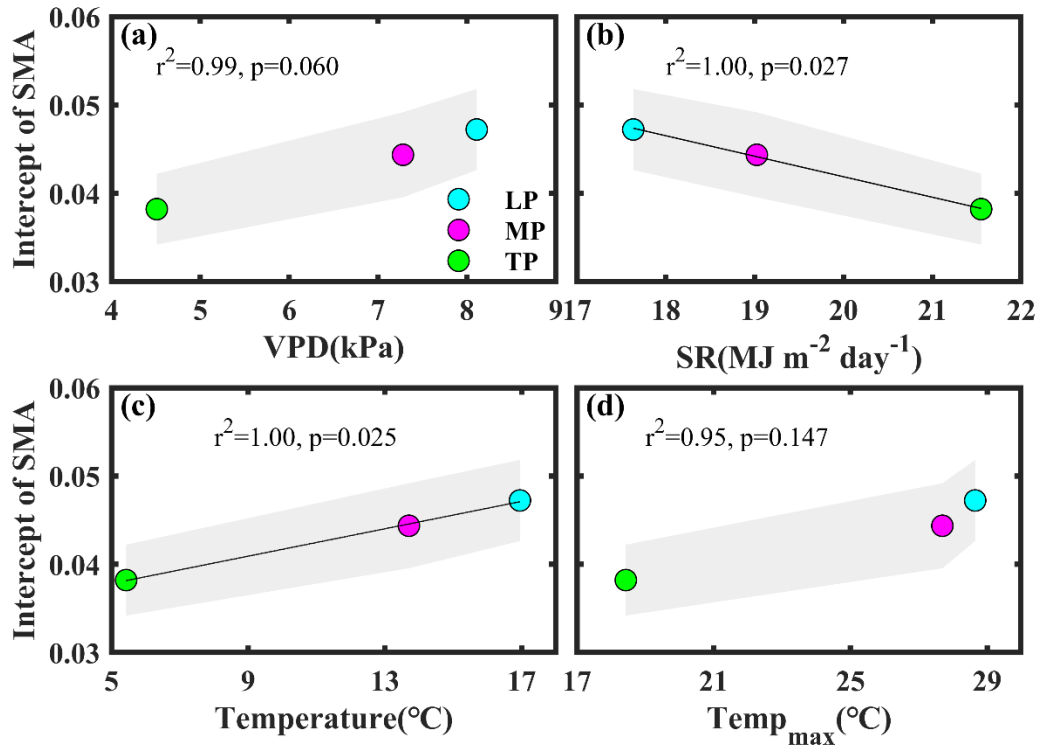 0.06
(a)
r²=0.99, p=0.060
0.05
0.04
0.03
Intercept of SMA
LP
MP
TP
4 5 6 7 8 9
VPD(kPa)
(b)
r²=1.00, p=0.027
17 18 19 20 21 22
SR(MJ m⁻² day⁻¹)
0.06
(c)
r²=1.00, p=0.025
0.05
0.04
0.03
Intercept of SMA
5 9 13 17
Temperature(°C)
(d)
r²=0.95, p=0.147
17 21 25 29
Temp_max(°C)